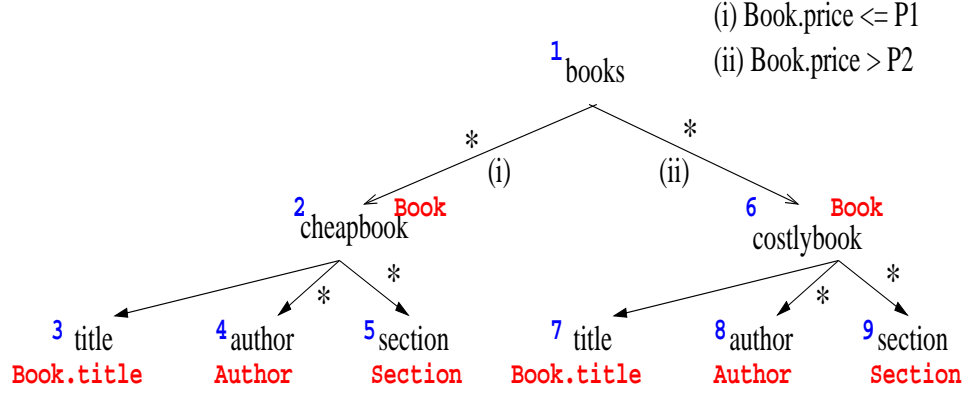 (i) Book.price <= P1
(ii) Book.price > P2
1 books
* *
(i) (ii)
2 cheapbook Book
6 costlybook Book
* * * *
3 title 4 author 5 section 7 title 8 author 9 section
Book.title Author Section Book.title Author Section